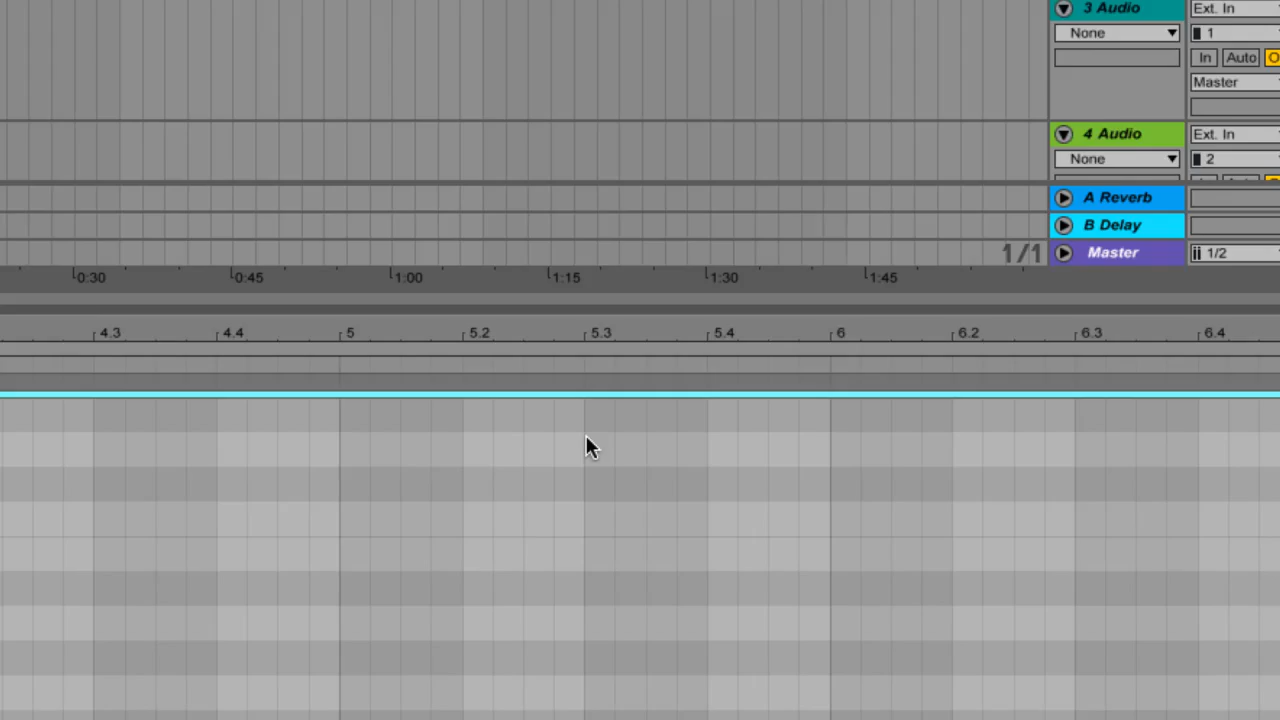 3 Audio Ext. In
None 1
In Auto
Master
4 Audio Ext. In
None 2
A Reverb
B Delay
1/1 Master 1/2
0:30 0:45 1:00 1:15 1:30 1:45
4.3 4.4 5 5.2 5.3 5.4 6 6.2 6.3 6.4